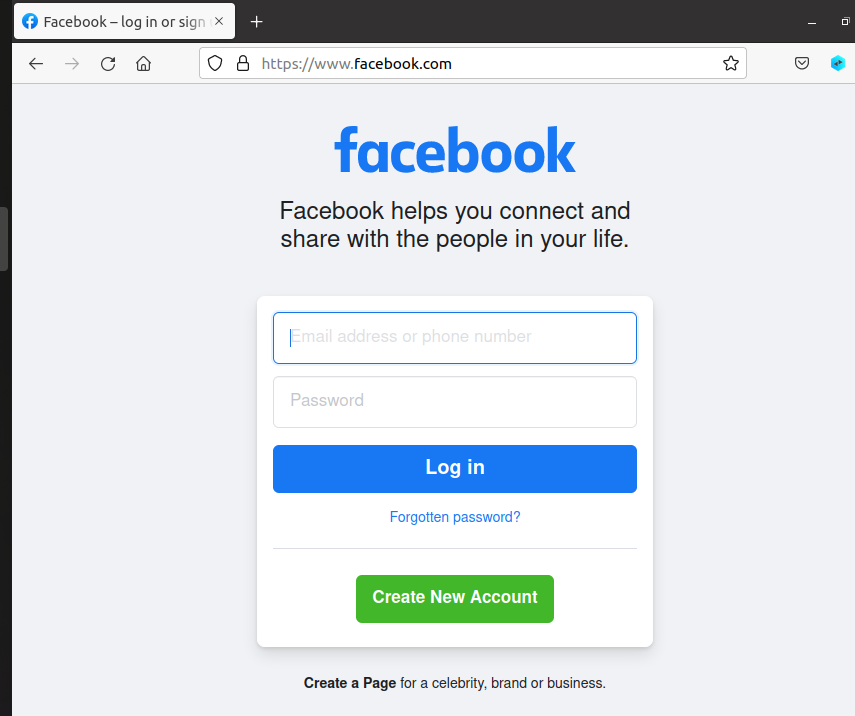 Facebook – log in or sign
https://www.facebook.com
facebook
Facebook helps you connect and
share with the people in your life.
Email address or phone number
Password
Log in
Forgotten password?
Create New Account
Create a Page for a celebrity, brand or business.